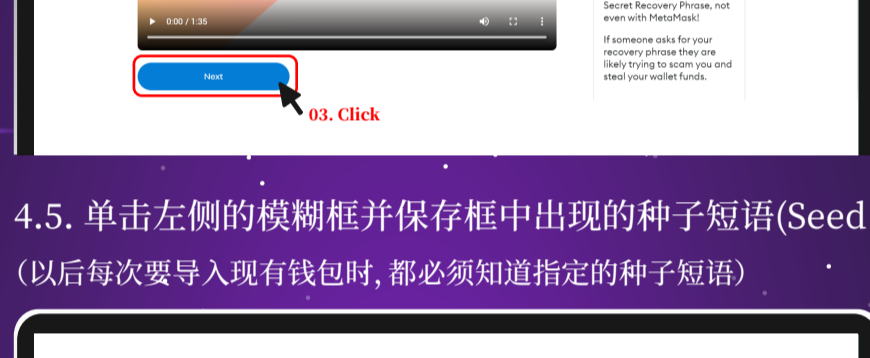 Secret Recovery Phrase, not
even with MetaMask!
0:00 / 1:35
If someone asks for your
recovery phrase they are
likely trying to scam you and
steal your wallet funds.
Next
03. Click
4.5. 单击左侧的模糊框并保存框中出现的种子短语(Seed
（以后每次要导入现有钱包时, 都必须知道指定的种子短语）